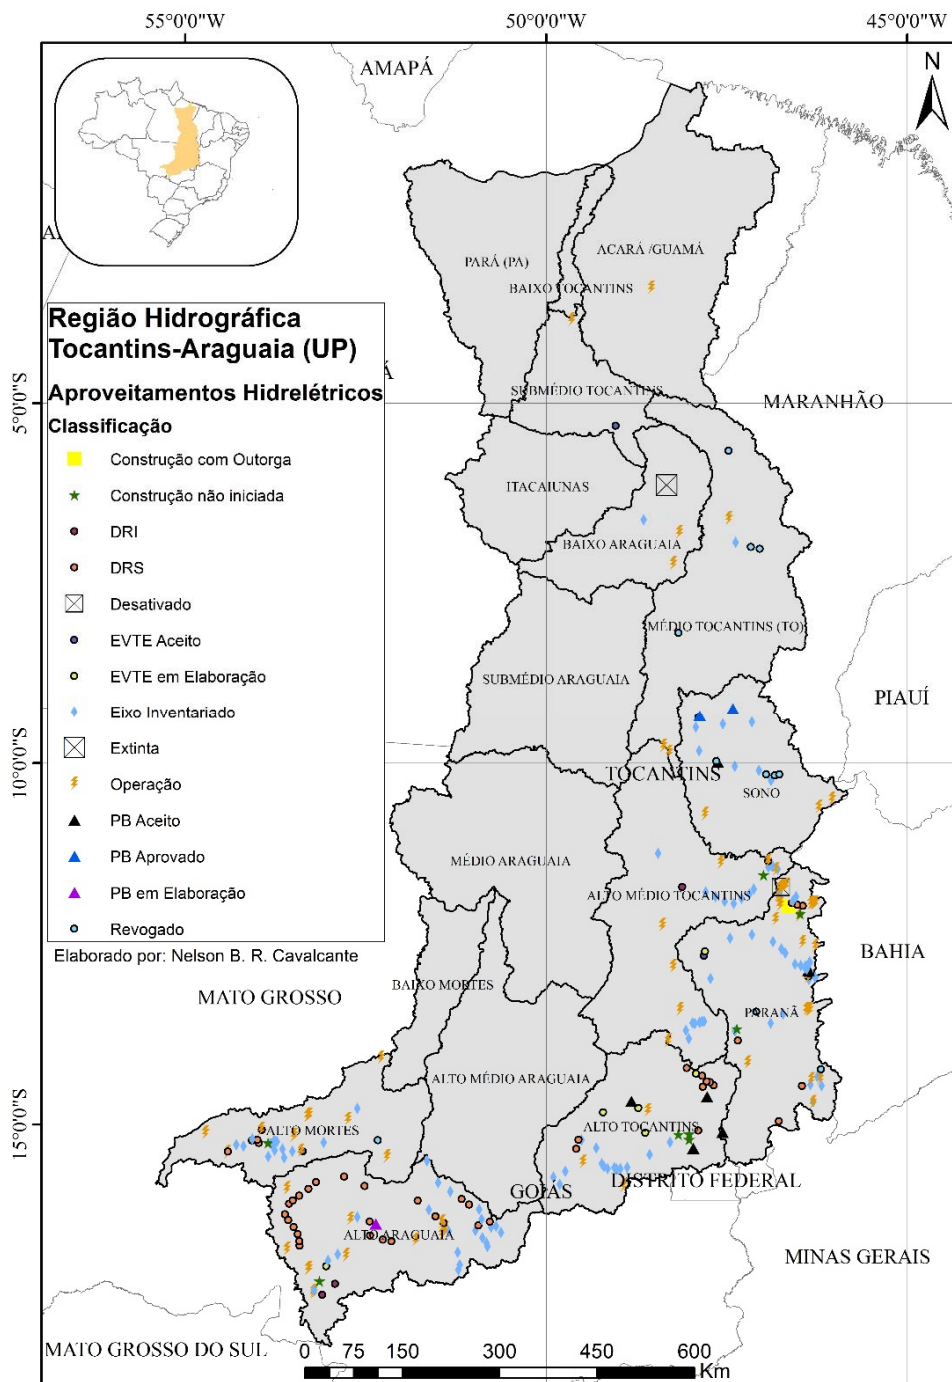 55°0'0"W
50°0'0"W
45°0'0"W
AMAPÁ
N
PARÁ (PA)
ACARÁ /GUAMÁ
BAIXO TOCANTINS
Região Hidrográfica
Tocantins-Araguaia (UP)
Aproveitamentos Hidrelétricos
Classificação
Construção com Outorga
Construção não iniciada
DRI
DRS
Desativado
EVTE Aceito
EVTE em Elaboração
Eixo Inventariado
Extinta
Operação
PB Aceito
PB Aprovado
PB em Elaboração
Revogado
Elaborado por: Nelson B. R. Cavalcante
SUBMÉDIO TOCANTINS
MARANHÃO
5°0'0"S
ITACAIUNAS
BAIXO ARAGUAIA
MÉDIO TOCANTINS (TO)
SUBMÉDIO ARAGUAIA
PIAUÍ
10°0'0"S
TOCANTINS
SONO
MÉDIO ARAGUAIA
ALTO MÉDIO TOCANTINS
BAHIA
BAIXO MORTES
MATO GROSSO
PARANÃ
ALTO MÉDIO ARAGUAIA
15°0'0"S
ALTO MORTES
ALTO TOCANTINS
GOIÁS
DISTRITO FEDERAL
ALTO ARAGUAIA
MINAS GERAIS
MATO GROSSO DO SUL
0 75 150 300 450 600
Km